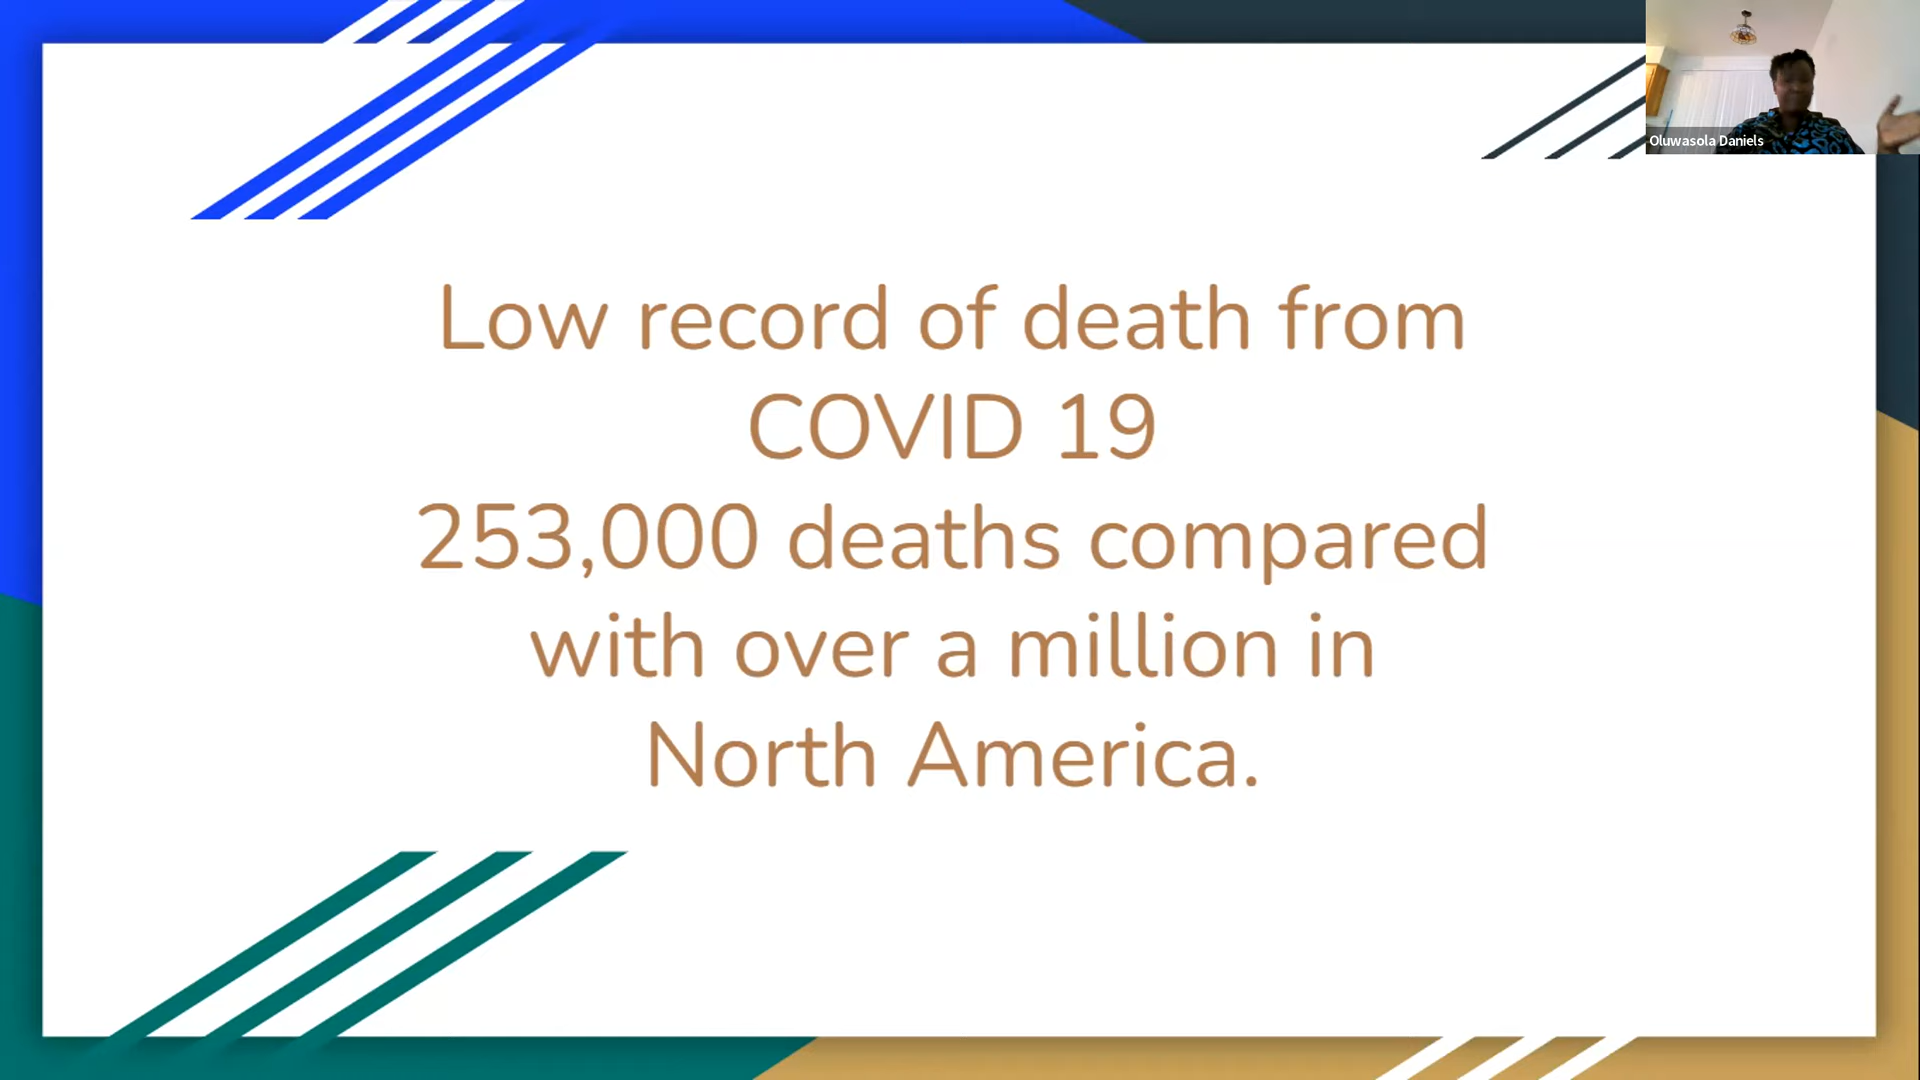 Oluwasola Daniels
Low record of death from
COVID 19
253,000 deaths compared
with over a million in
North America.